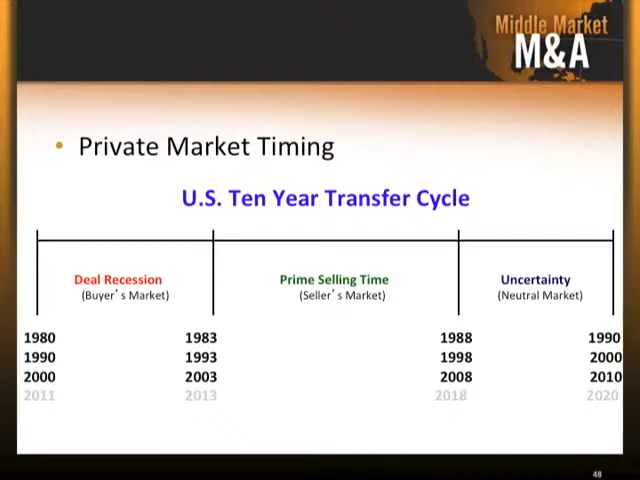 Middle Market
M&A
• Private Market Timing
U.S. Ten Year Transfer Cycle
Deal Recession Prime Selling Time Uncertainty
(Buyer's Market) (Seller's Market) (Neutral Market)
1980 1983 1988 1990
1990 1993 1998 2000
2000 2003 2008 2010
2011 2013 2018 2020
48